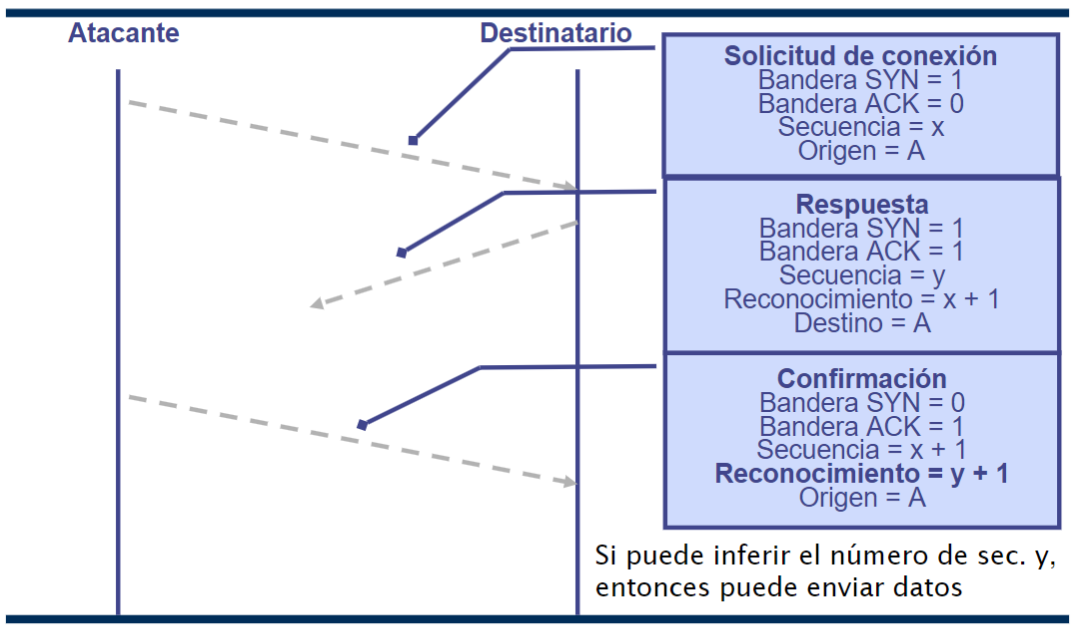 Atacante
Destinatario
Solicitud de conexión
Bandera SYN = 1
Bandera ACK = 0
Secuencia = x
Origen = A
Respuesta
Bandera SYN = 1
Bandera ACK = 1
Secuencia = y
Reconocimiento = x + 1
Destino = A
Confirmación
Bandera SYN = 0
Bandera ACK = 1
Secuencia = x + 1
Reconocimiento = y + 1
Origen = A
Si puede inferir el número de sec. y,
entonces puede enviar datos